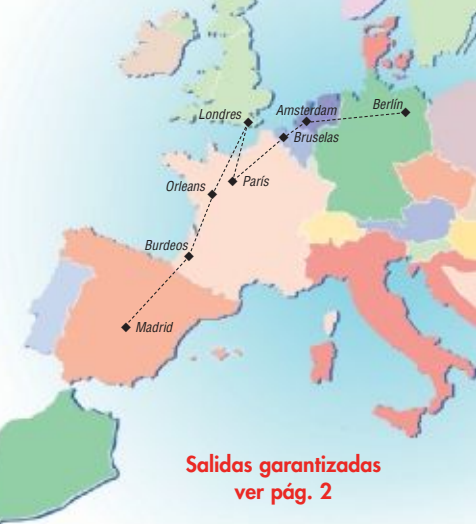 Londres
Amsterdam
Berlín
Bruselas
Orleans
París
Burdeos
Madrid
Salidas garantizadas
ver pág. 2